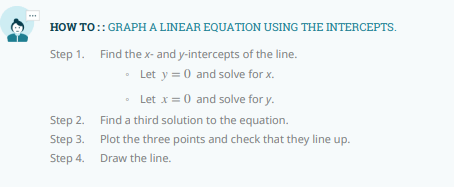 HOW TO : : GRAPH A LINEAR EQUATION USING THE INTERCEPTS.
Step 1. Find the x- and y-intercepts of the line.
◦ Let y = 0 and solve for x.
◦ Let x = 0 and solve for y.
Step 2. Find a third solution to the equation.
Step 3. Plot the three points and check that they line up.
Step 4. Draw the line.